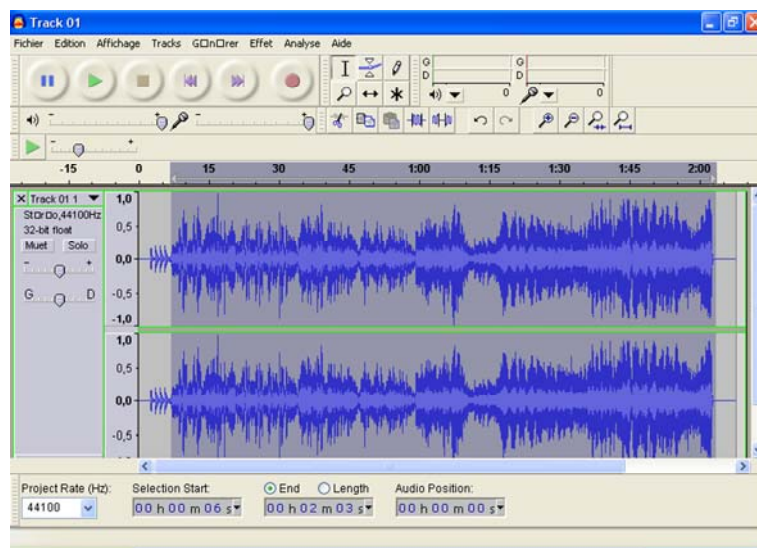 Track 01
Fichier Edition Affichage Tracks G□n□rer Effet Analyse Aide
G
D
0
G
D
0
-15 0 15 30 45 1:00 1:15 1:30 1:45 2:00
Track 01 1
St□r□o,44100Hz
32-bit float
Muet Solo
- +
G D
1,0
0,5
0,0
-0,5
-1,0
1,0
0,5
0,0
-0,5
Project Rate (Hz): Selection Start: End Length Audio Position:
44100 00 h 00 m 06 s 00 h 02 m 03 s 00 h 00 m 00 s